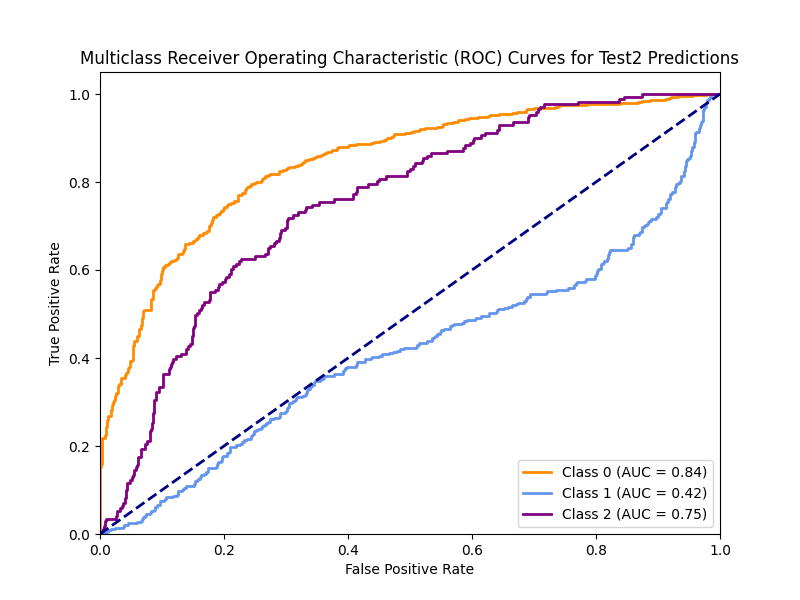 Multiclass Receiver Operating Characteristic (ROC) Curves for Test2 Predictions
1.0
0.8
0.6
0.4
0.2
0.0
True Positive Rate
Class 0 (AUC = 0.84)
Class 1 (AUC = 0.42)
Class 2 (AUC = 0.75)
0.0 0.2 0.4 0.6 0.8 1.0
False Positive Rate